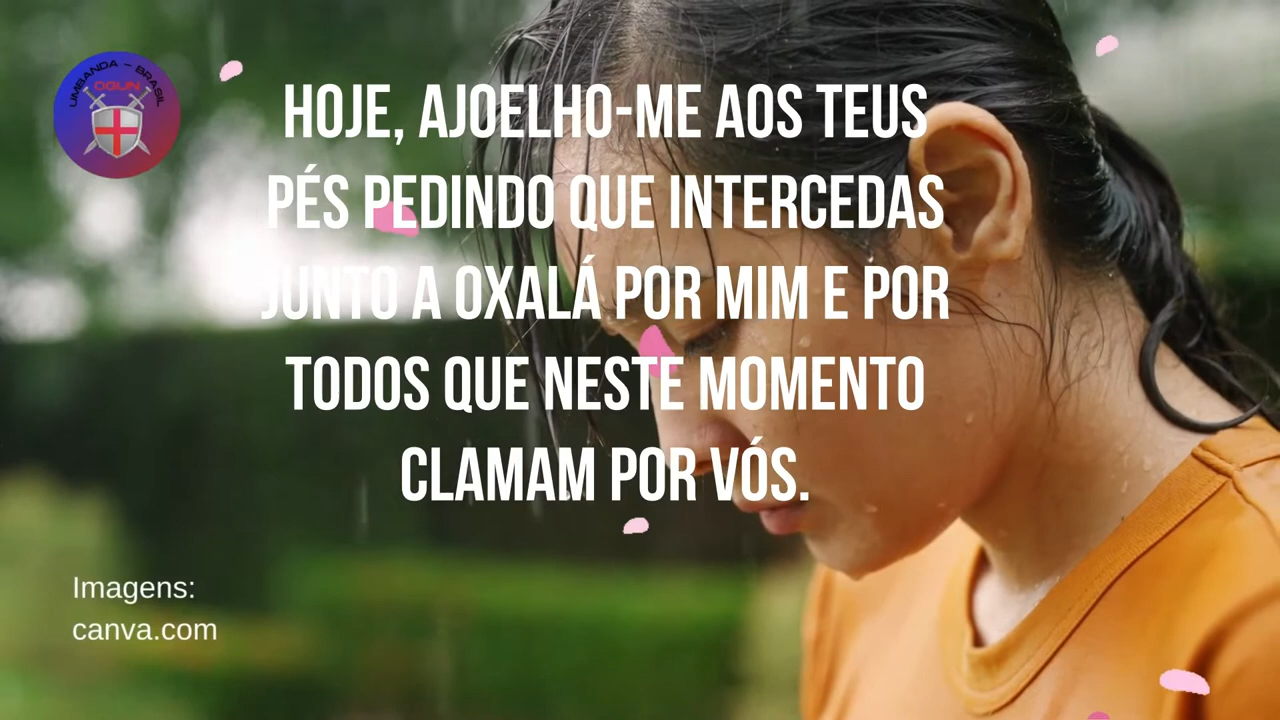 UMBANDA - BRASIL
OGUN
HOJE, AJOELHO-ME AOS TEUS
PÉS PEDINDO QUE INTERCEDAS
JUNTO A OXALÁ POR MIM E POR
TODOS QUE NESTE MOMENTO
CLAMAM POR VÓS.
Imagens:
canva.com